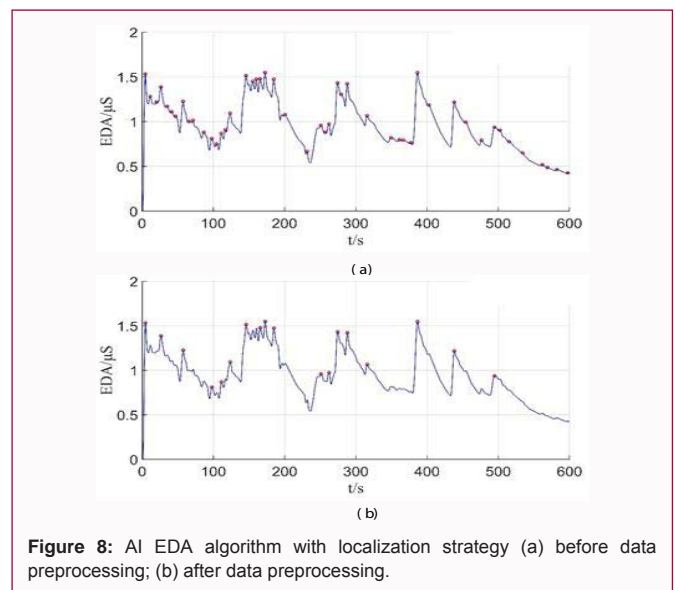 2
1.5
1
0.5
0
EDA/µS
0 100 200 300 400 500 600
t/s
(a)
2
1.5
1
0.5
0
EDA/µS
0 100 200 300 400 500 600
t/s
(b)
Figure 8: AI EDA algorithm with localization strategy (a) before data
preprocessing; (b) after data preprocessing.